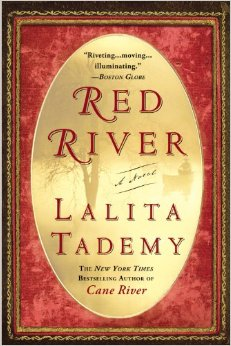 "Riveting...moving...
illuminating."
—Boston Globe
Red
River
A Novel
Lalita
Tademy
The New York Times
Bestselling Author of
Cane River